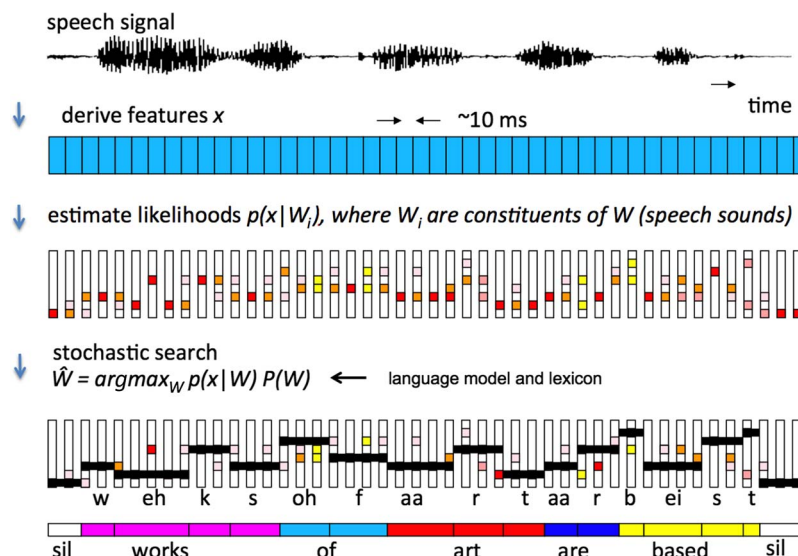 speech signal
time
derive features x
~10 ms
estimate likelihoods p(x|Wi), where Wi are constituents of W (speech sounds)
stochastic search
Ŵ = argmaxW p(x|W) P(W)
language model and lexicon
w eh k s oh f aa r t aa r b ei s t
sil works of art are based sil